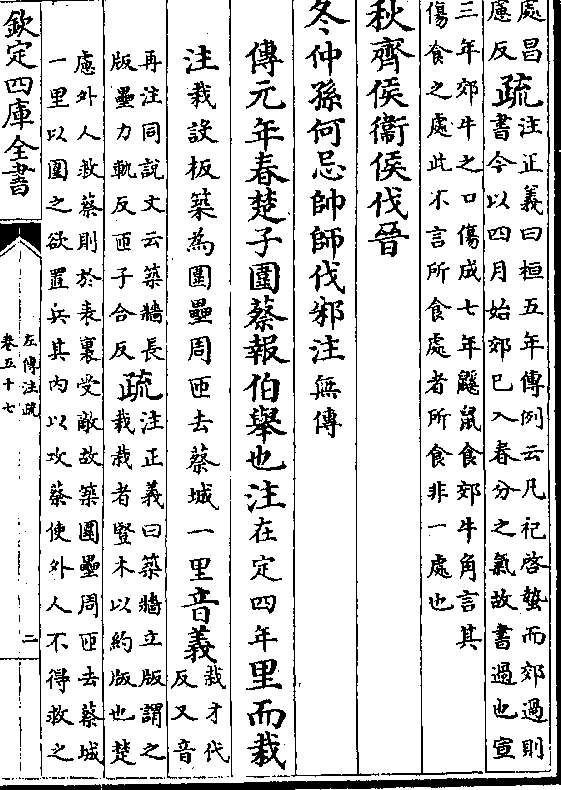 處昌
慮反
疏
注正義曰桓五年傳例云凡祀啓蟄而郊過則
書今以四月始郊已入春分之氣故書過也宣
三年郊牛之口傷成七年鼷鼠食郊牛角言其
傷食之處此不言所食處者所食非一處也
秋齊侯衞侯伐晉
冬仲孫何忌帥師伐邾注無傳
傳元年春楚子圍蔡報伯舉也注在定四年里而栽
注栽設板築為圍壘周匝去蔡城一里音義
栽才代
反又音
再注同說文云築牆長
版壘力軌反匝子合反
疏
注正義曰築牆立版謂之
栽栽者豎木以約版也楚
慮外人救蔡則於表裏受敵故築圍壘周匝去蔡城
一里以圍之欲置兵其內以攻蔡使外人不得救之
欽定四庫全書
左傳注疏
卷五十七
二